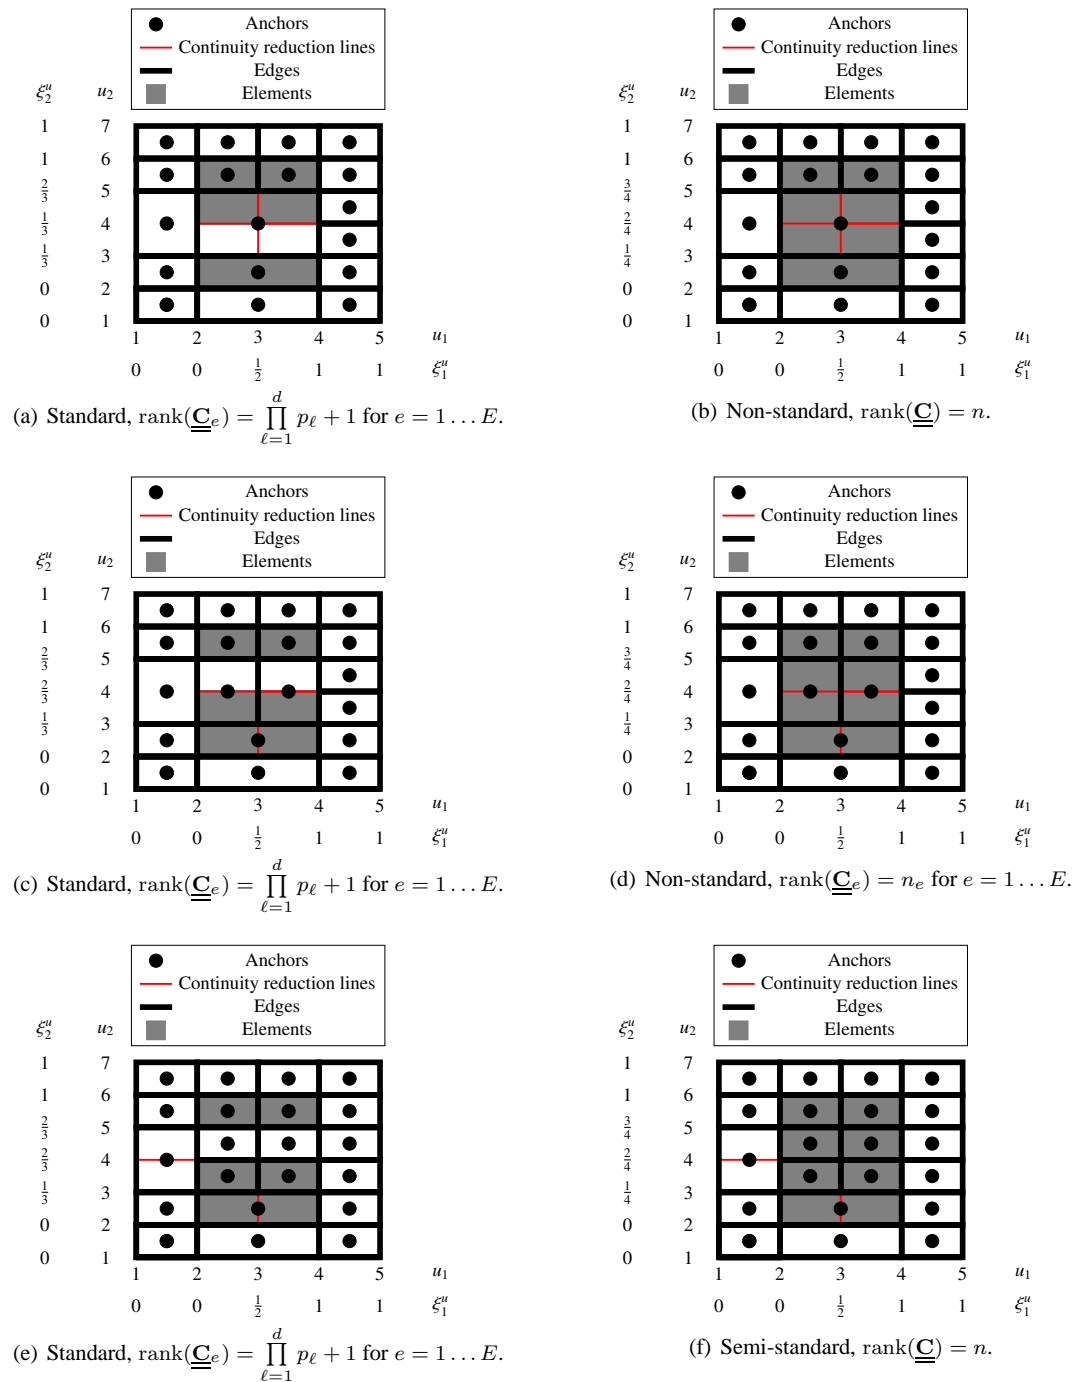 Anchors
Continuity reduction lines
Edges
Elements
ξ₂ᵘ u₂
1 7
1 6
2/3 5
1/3 4
1/3 3
0 2
0 1
1 2 3 4 5 u₁
0 0 1/2 1 1 ξ₁ᵘ
(a) Standard, rank(C̲̲ₑ) = ∏_{ℓ=1}^{d} p_ℓ + 1 for e = 1 … E.
Anchors
Continuity reduction lines
Edges
Elements
ξ₂ᵘ u₂
1 7
1 6
3/4 5
2/4 4
1/4 3
0 2
0 1
1 2 3 4 5 u₁
0 0 1/2 1 1 ξ₁ᵘ
(b) Non-standard, rank(C̲̲) = n.
Anchors
Continuity reduction lines
Edges
Elements
ξ₂ᵘ u₂
1 7
1 6
2/3 5
2/3 4
1/3 3
0 2
0 1
1 2 3 4 5 u₁
0 0 1/2 1 1 ξ₁ᵘ
(c) Standard, rank(C̲̲ₑ) = ∏_{ℓ=1}^{d} p_ℓ + 1 for e = 1 … E.
Anchors
Continuity reduction lines
Edges
Elements
ξ₂ᵘ u₂
1 7
1 6
3/4 5
2/4 4
1/4 3
0 2
0 1
1 2 3 4 5 u₁
0 0 1/2 1 1 ξ₁ᵘ
(d) Non-standard, rank(C̲̲ₑ) = nₑ for e = 1 … E.
Anchors
Continuity reduction lines
Edges
Elements
ξ₂ᵘ u₂
1 7
1 6
2/3 5
2/3 4
1/3 3
0 2
0 1
1 2 3 4 5 u₁
0 0 1/2 1 1 ξ₁ᵘ
(e) Standard, rank(C̲̲ₑ) = ∏_{ℓ=1}^{d} p_ℓ + 1 for e = 1 … E.
Anchors
Continuity reduction lines
Edges
Elements
ξ₂ᵘ u₂
1 7
1 6
3/4 5
2/4 4
1/4 3
0 2
0 1
1 2 3 4 5 u₁
0 0 1/2 1 1 ξ₁ᵘ
(f) Semi-standard, rank(C̲̲) = n.